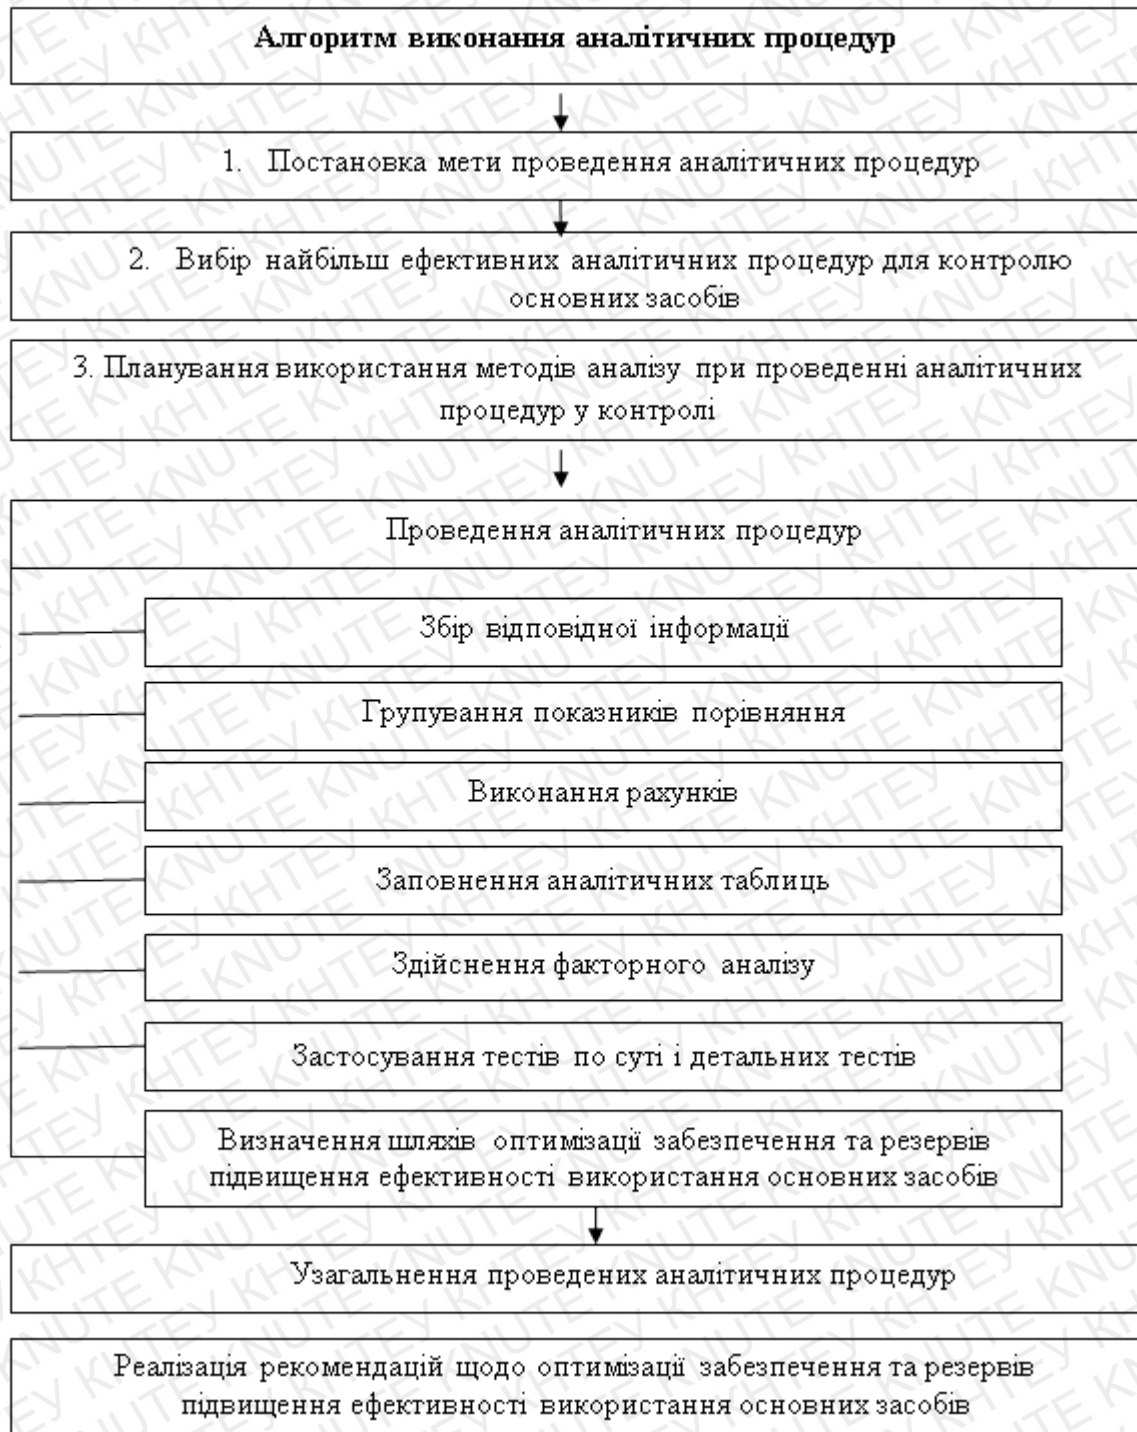 Алгоритм виконання аналітичних процедур
1. Постановка мети проведення аналітичних процедур
2. Вибір найбільш ефективних аналітичних процедур для контролю
основних засобів
3. Планування використання методів аналізу при проведенні аналітичних
процедур у контролі
Проведення аналітичних процедур
Збір відповідної інформації
Групування показників порівняння
Виконання рахунків
Заповнення аналітичних таблиць
Здійснення факторного аналізу
Застосування тестів по суті і детальних тестів
Визначення шляхів оптимізації забезпечення та резервів
підвищення ефективності використання основних засобів
Узагальнення проведених аналітичних процедур
Реалізація рекомендацій щодо оптимізації забезпечення та резервів
підвищення ефективності використання основних засобів